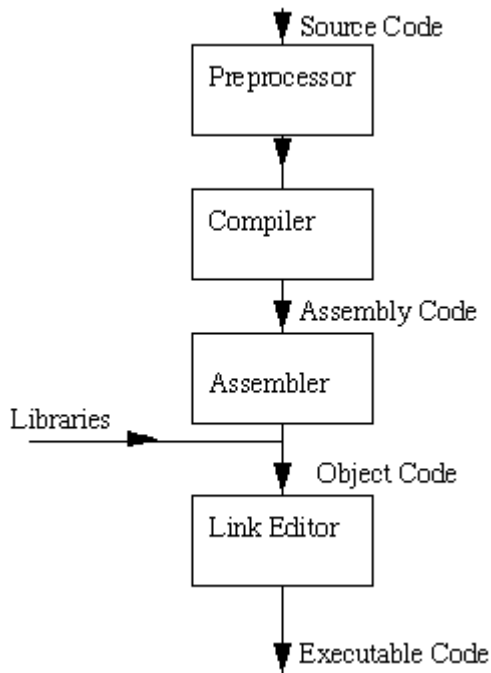 Source Code
Preprocessor
Compiler
Assembly Code
Assembler
Libraries
Object Code
Link Editor
Executable Code